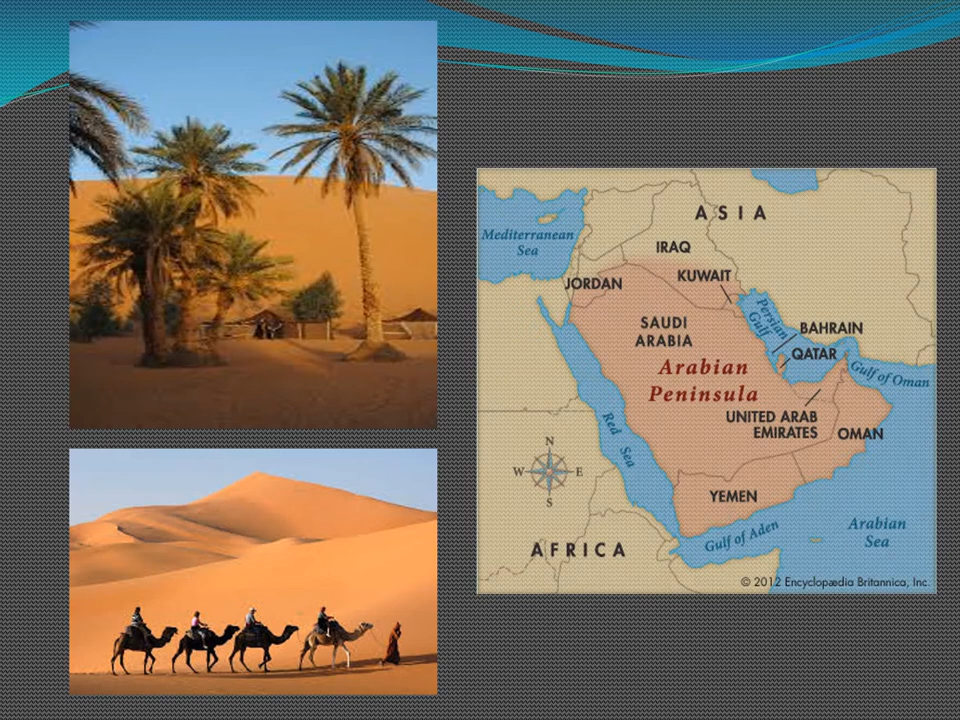 ASIA
Mediterranean
Sea
IRAQ
JORDAN
KUWAIT
Persian
Gulf
SAUDI
ARABIA
BAHRAIN
QATAR
Arabian
Peninsula
Gulf of Oman
UNITED ARAB
EMIRATES
OMAN
Red Sea
N
W E
S
YEMEN
Gulf of Aden
Arabian
Sea
AFRICA
© 2012 Encyclopædia Britannica, Inc.